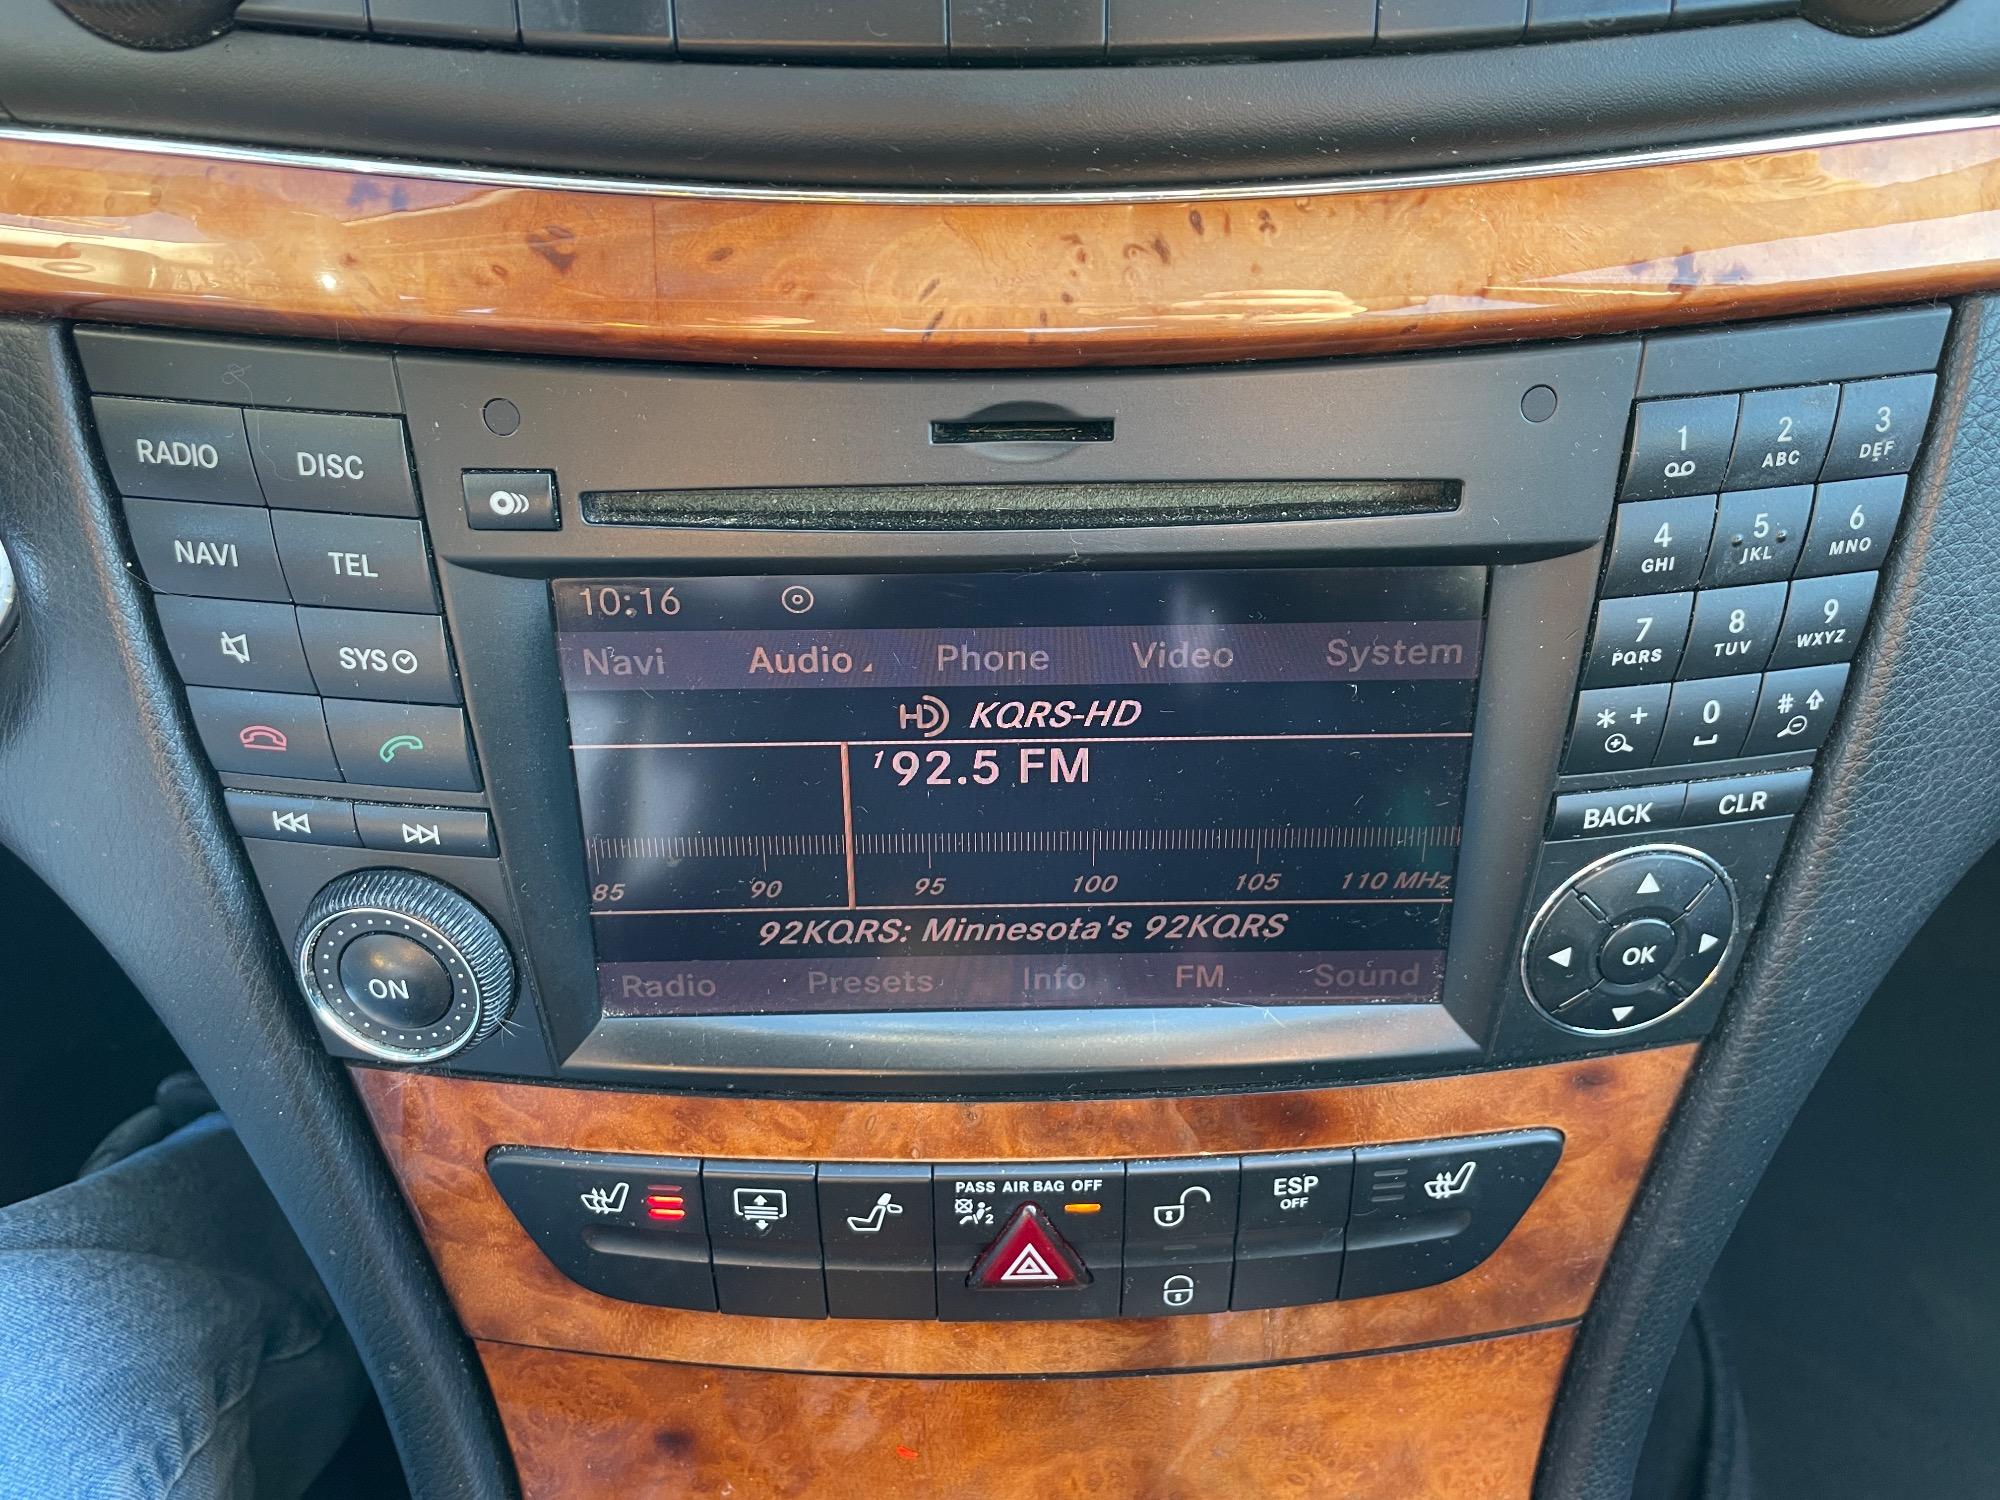 RADIO DISC
NAVI TEL
SYS
ON
10:16
Navi Audio Phone Video System
HD KQRS-HD
1 92.5 FM
85 90 95 100 105 110 MHz
92KQRS: Minnesota's 92KQRS
Radio Presets Info FM Sound
1 2 ABC 3 DEF
4 GHI 5 JKL 6 MNO
7 PQRS 8 TUV 9 WXYZ
* + 0 #
BACK CLR
OK
PASS AIR BAG OFF
2
ESP
OFF